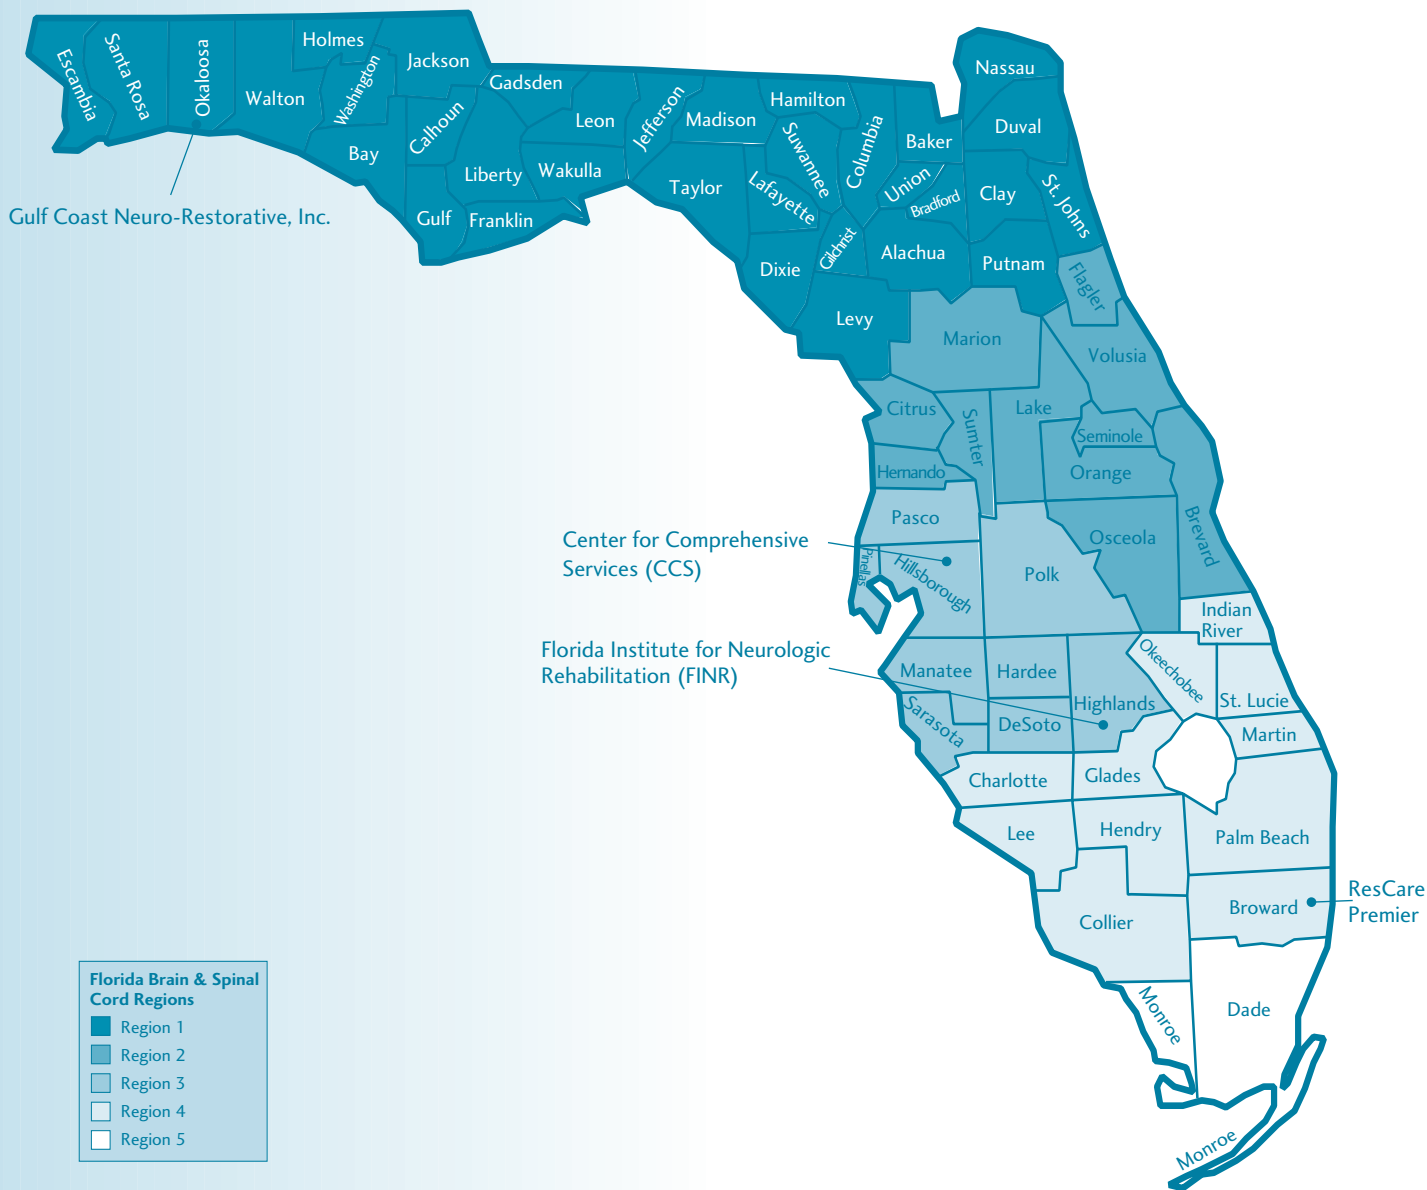 Escambia
Santa Rosa
Okaloosa
Walton
Holmes
Washington
Jackson
Bay
Calhoun
Gulf
Gadsden
Liberty
Franklin
Leon
Wakulla
Jefferson
Madison
Taylor
Hamilton
Suwannee
Lafayette
Dixie
Columbia
Gilchrist
Baker
Union
Bradford
Alachua
Levy
Nassau
Duval
Clay
St. Johns
Putnam
Gulf Coast Neuro-Restorative, Inc.
Flagler
Marion
Volusia
Citrus
Sumter
Lake
Seminole
Hernando
Orange
Brevard
Osceola
Pasco
Pinellas
Hillsborough
Polk
Center for Comprehensive
Services (CCS)
Florida Institute for Neurologic
Rehabilitation (FINR)
Manatee
Hardee
Highlands
Sarasota
DeSoto
Indian
River
Okeechobee
St. Lucie
Martin
Charlotte
Glades
Lee
Hendry
Palm Beach
Collier
Broward
ResCare
Premier
Monroe
Dade
Monroe
Florida Brain & Spinal
Cord Regions
Region 1
Region 2
Region 3
Region 4
Region 5